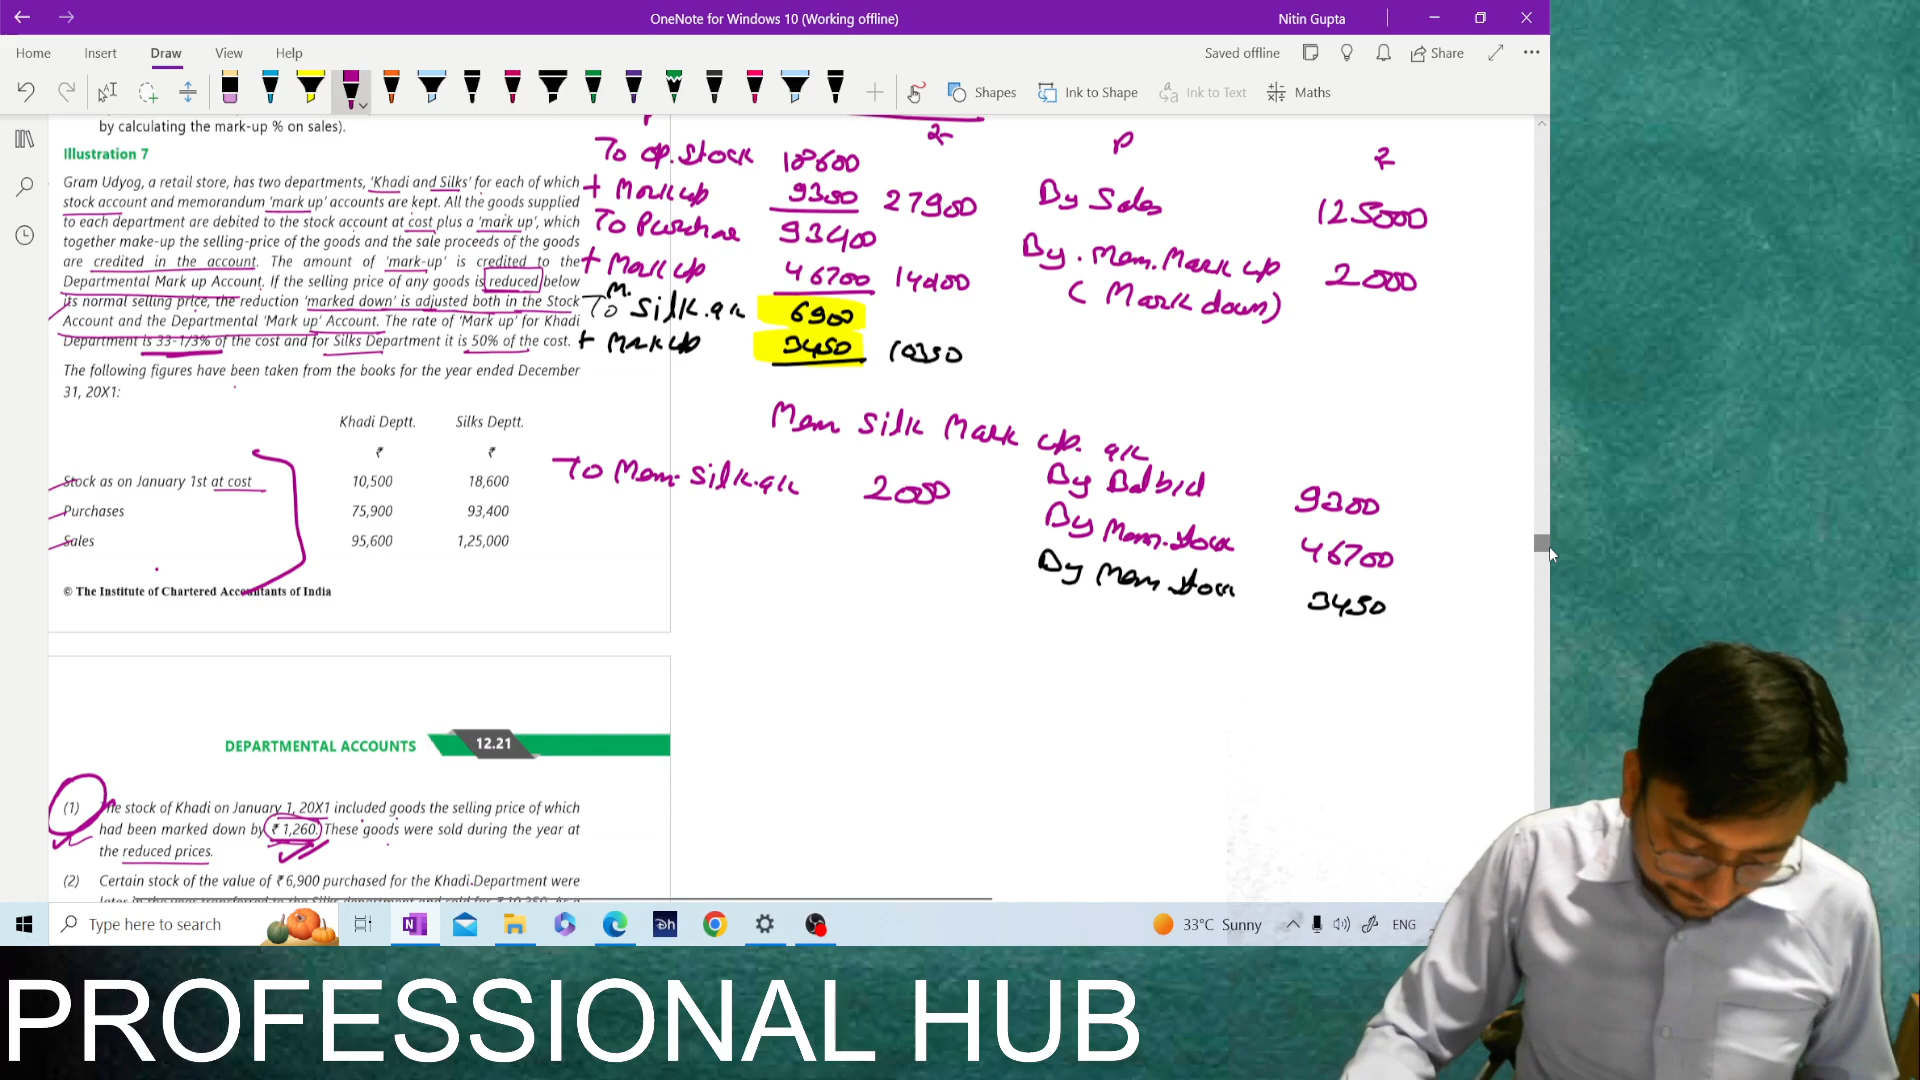 OneNote for Windows 10 (Working offline)
Nitin Gupta
Home Insert Draw View Help
Saved offline
Share
Shapes
Ink to Shape
Ink to Text
Maths
by calculating the mark-up % on sales).
Illustration 7
Gram Udyog, a retail store, has two departments, 'Khadi and Silks' for each of which
stock account and memorandum 'mark up' accounts are kept. All the goods supplied
to each department are debited to the stock account at cost plus a 'mark up', which
together make-up the selling-price of the goods and the sale proceeds of the goods
are credited in the account. The amount of 'mark-up' is credited to the
Departmental Mark up Account. If the selling price of any goods is reduced below
its normal selling price, the reduction 'marked down' is adjusted both in the Stock
Account and the Departmental 'Mark up' Account. The rate of 'Mark up' for Khadi
Department is 33-1/3% of the cost and for Silks Department it is 50% of the cost.
The following figures have been taken from the books for the year ended December
31, 20X1:
Khadi Deptt. Silks Deptt.
₹ ₹
Stock as on January 1st at cost 10,500 18,600
Purchases 75,900 93,400
Sales 95,600 1,25,000
© The Institute of Chartered Accountants of India
DEPARTMENTAL ACCOUNTS 12.21
(1) The stock of Khadi on January 1, 20X1 included goods the selling price of which
had been marked down by ₹ 1,260. These goods were sold during the year at
the reduced prices.
(2) Certain stock of the value of ₹ 6,900 purchased for the Khadi Department were
later in the year transferred to the Silks department and sold for ₹ 10,350. As a
P ₹
To op. Stock 18600
+ Mark up 9300 27900
To Purchase 93400
+ Mark up 46700
To M. Silk. a/c 6900
+ Mark up 3450 10350
By Sales 125000
By. Mem. Mark up 2000
( Mark down)
Mem Silk Mark up. a/c
To Mem. Silk. a/c 2000
By Bal b/d 9300
By Mem. stock 46700
By Mem stock 3450
Type here to search
33°C Sunny
ENG
PROFESSIONAL HUB